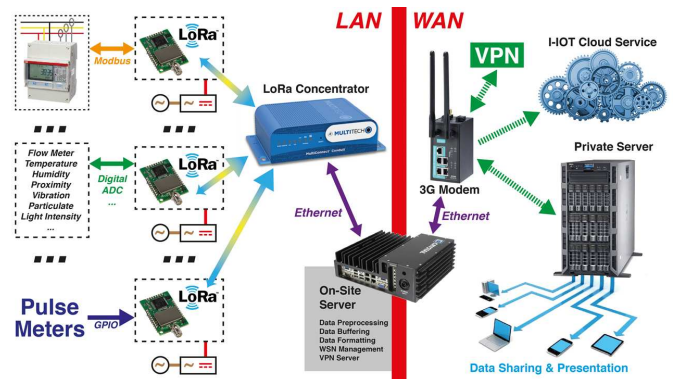 LAN
WAN
LoRa
Modbus
LoRa Concentrator
VPN
I-IOT Cloud Service
MULTITECH
Private Server
Flow Meter
Temperature
Humidity
Proximity
Vibration
Particulate
Light Intensity
...
Digital
ADC
...
LoRa
3G Modem
Ethernet
Ethernet
On-Site
Server
Data Preprocessing
Data Buffering
Data Formatting
WSN Management
VPN Server
LoRa
Pulse
Meters
GPIO
Data Sharing & Presentation